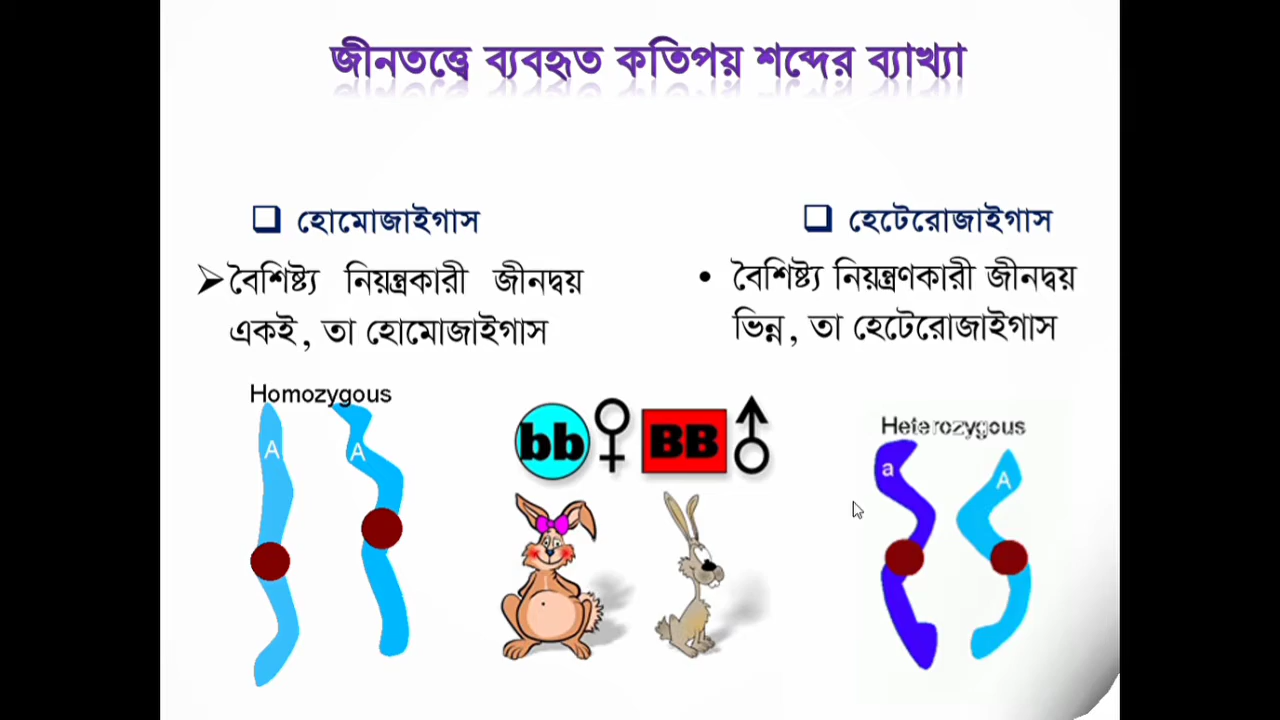 জীনতত্ত্বে ব্যবহৃত কতিপয় শব্দের ব্যাখ্যা
❑ হোমোজাইগাস
➢ বৈশিষ্ট্য নিয়ন্ত্রকারী জীনদ্বয়
একই, তা হোমোজাইগাস
Homozygous
A A
bb ♀ BB ♂
❑ হেটেরোজাইগাস
• বৈশিষ্ট্য নিয়ন্ত্রণকারী জীনদ্বয়
ভিন্ন, তা হেটেরোজাইগাস
Heterozygous
a A